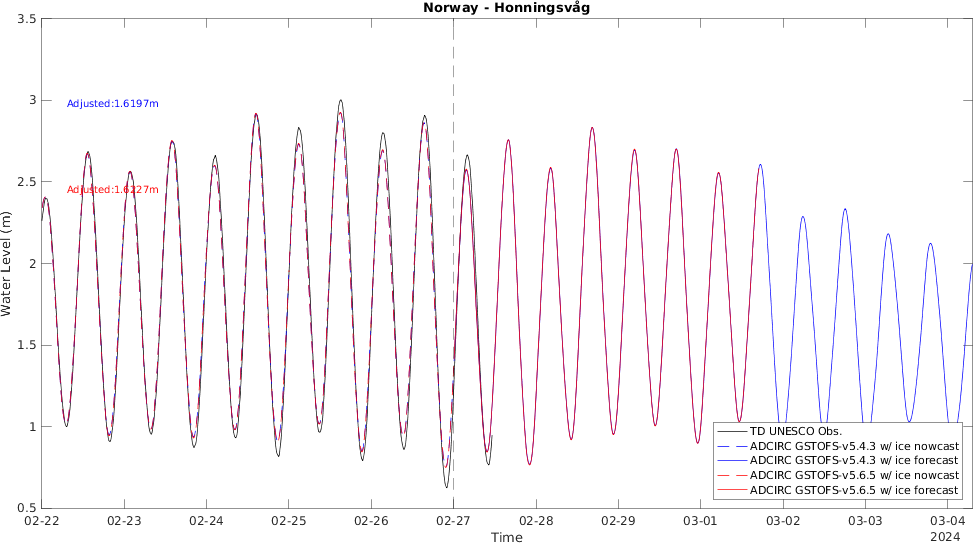 Norway - Honningsvåg
3.5
3
2.5
2
1.5
1
0.5
Water Level (m)
Adjusted:1.6197m
Adjusted:1.6227m
TD UNESCO Obs.
ADCIRC GSTOFS-v5.4.3 w/ ice nowcast
ADCIRC GSTOFS-v5.4.3 w/ ice forecast
ADCIRC GSTOFS-v5.6.5 w/ ice nowcast
ADCIRC GSTOFS-v5.6.5 w/ ice forecast
02-22 02-23 02-24 02-25 02-26 02-27 02-28 02-29 03-01 03-02 03-03 03-04
Time
2024